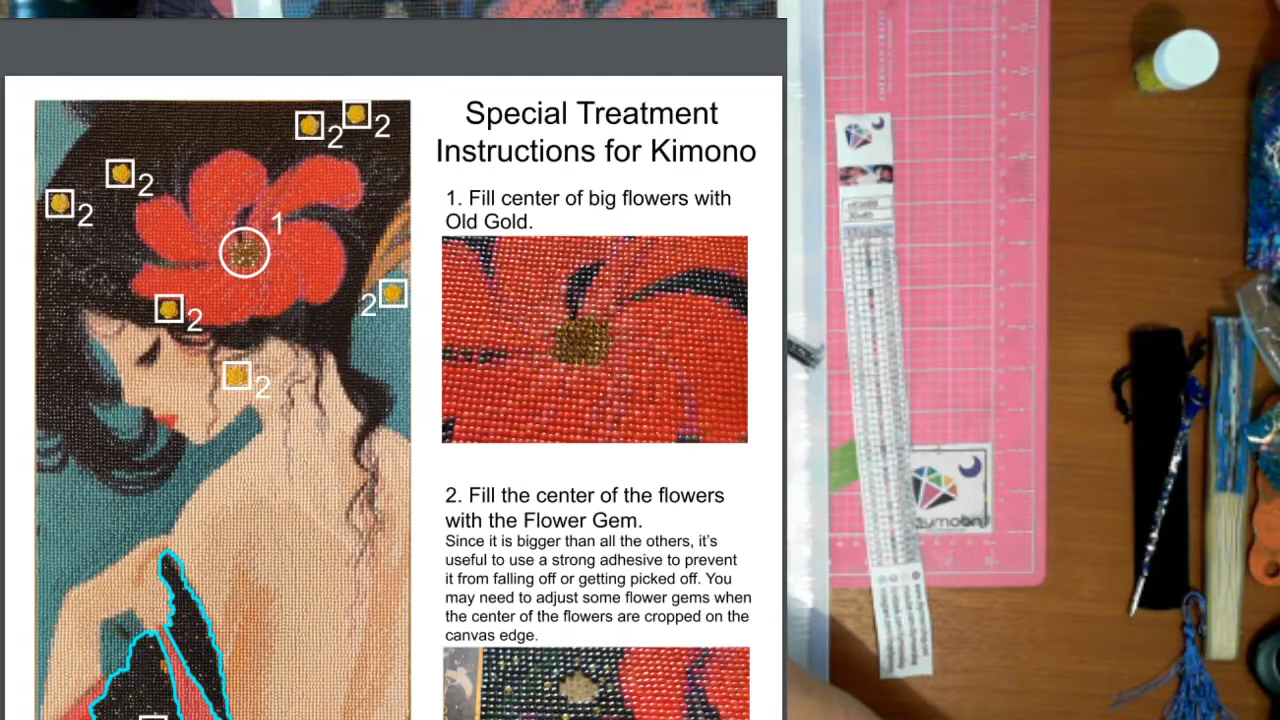 Special Treatment
Instructions for Kimono
1. Fill center of big flowers with
Old Gold.
2. Fill the center of the flowers
with the Flower Gem.
Since it is bigger than all the others, it's
useful to use a strong adhesive to prevent
it from falling off or getting picked off. You
may need to adjust some flower gems when
the center of the flowers are cropped on the
canvas edge.
2
2
2
2
1
2
2
2
AMERICAN CRAFTS